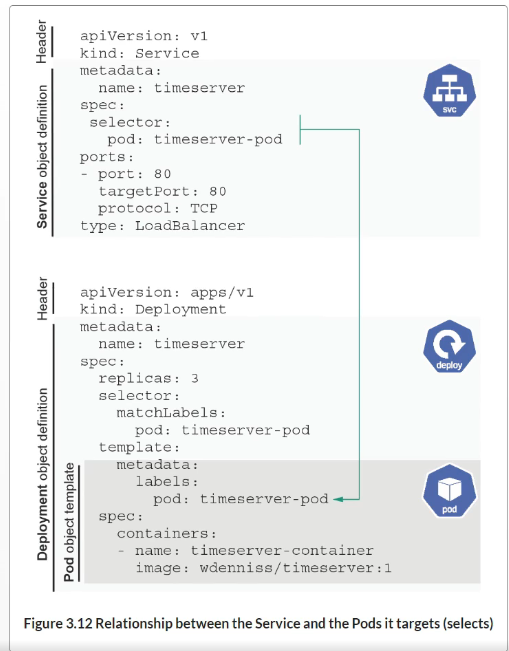 Header
Service object definition
apiVersion: v1
kind: Service
metadata:
  name: timeserver
spec:
 selector:
   pod: timeserver-pod
ports:
- port: 80
  targetPort: 80
  protocol: TCP
type: LoadBalancer
svc
Header
Deployment object definition
Pod object template
apiVersion: apps/v1
kind: Deployment
metadata:
  name: timeserver
spec:
  replicas: 3
  selector:
    matchLabels:
      pod: timeserver-pod
  template:
    metadata:
      labels:
        pod: timeserver-pod
  spec:
    containers:
    - name: timeserver-container
      image: wdenniss/timeserver:1
deploy
pod
Figure 3.12 Relationship between the Service and the Pods it targets (selects)